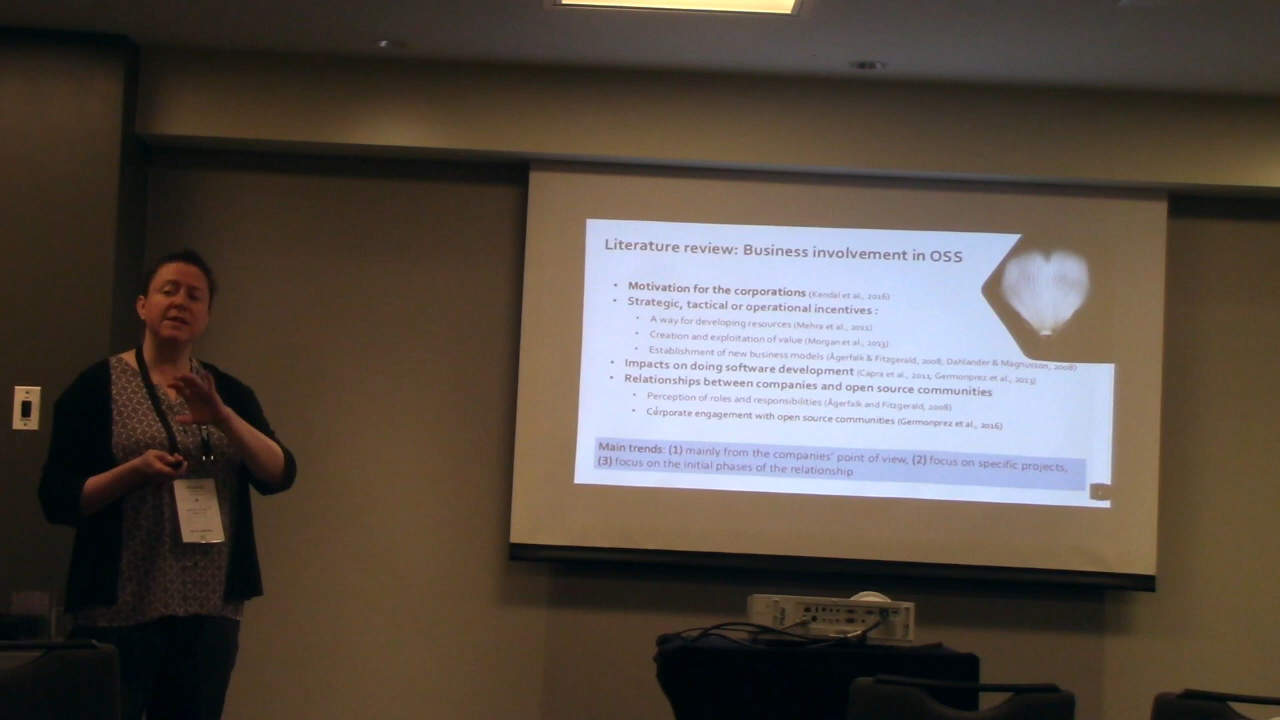 Literature review: Business involvement in OSS
• Motivation for the corporations (Kendal et al., 2016)
• Strategic, tactical or operational incentives :
• A way for developing resources (Mehra et al., 2011)
• Creation and exploitation of value (Morgan et al., 2013)
• Establishment of new business models (Ågerfalk & Fitzgerald, 2008, Dahlander & Magnusson, 2008)
• Impacts on doing software development (Capra et al., 2011; Germonprez et al., 2013)
• Relationships between companies and open source communities
• Perception of roles and responsibilities (Ågerfalk and Fitzgerald, 2008)
• Corporate engagement with open source communities (Germonprez et al., 2016)
Main trends: (1) mainly from the companies' point of view, (2) focus on specific projects,
(3) focus on the initial phases of the relationship